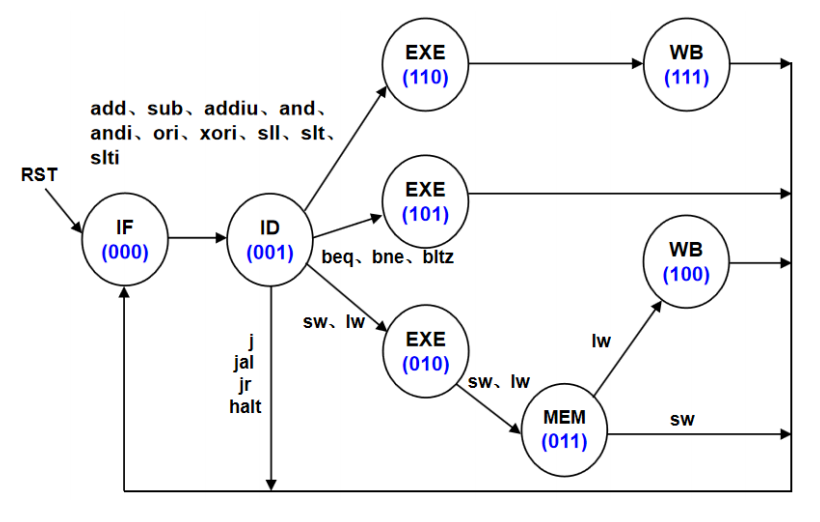 EXE
(110)
WB
(111)
add、sub、addiu、and、
andi、ori、xori、sll、slt、
slti
RST
IF
(000)
ID
(001)
EXE
(101)
beq、bne、bltz
WB
(100)
sw、lw
j
jal
jr
halt
EXE
(010)
sw、lw
lw
MEM
(011)
sw